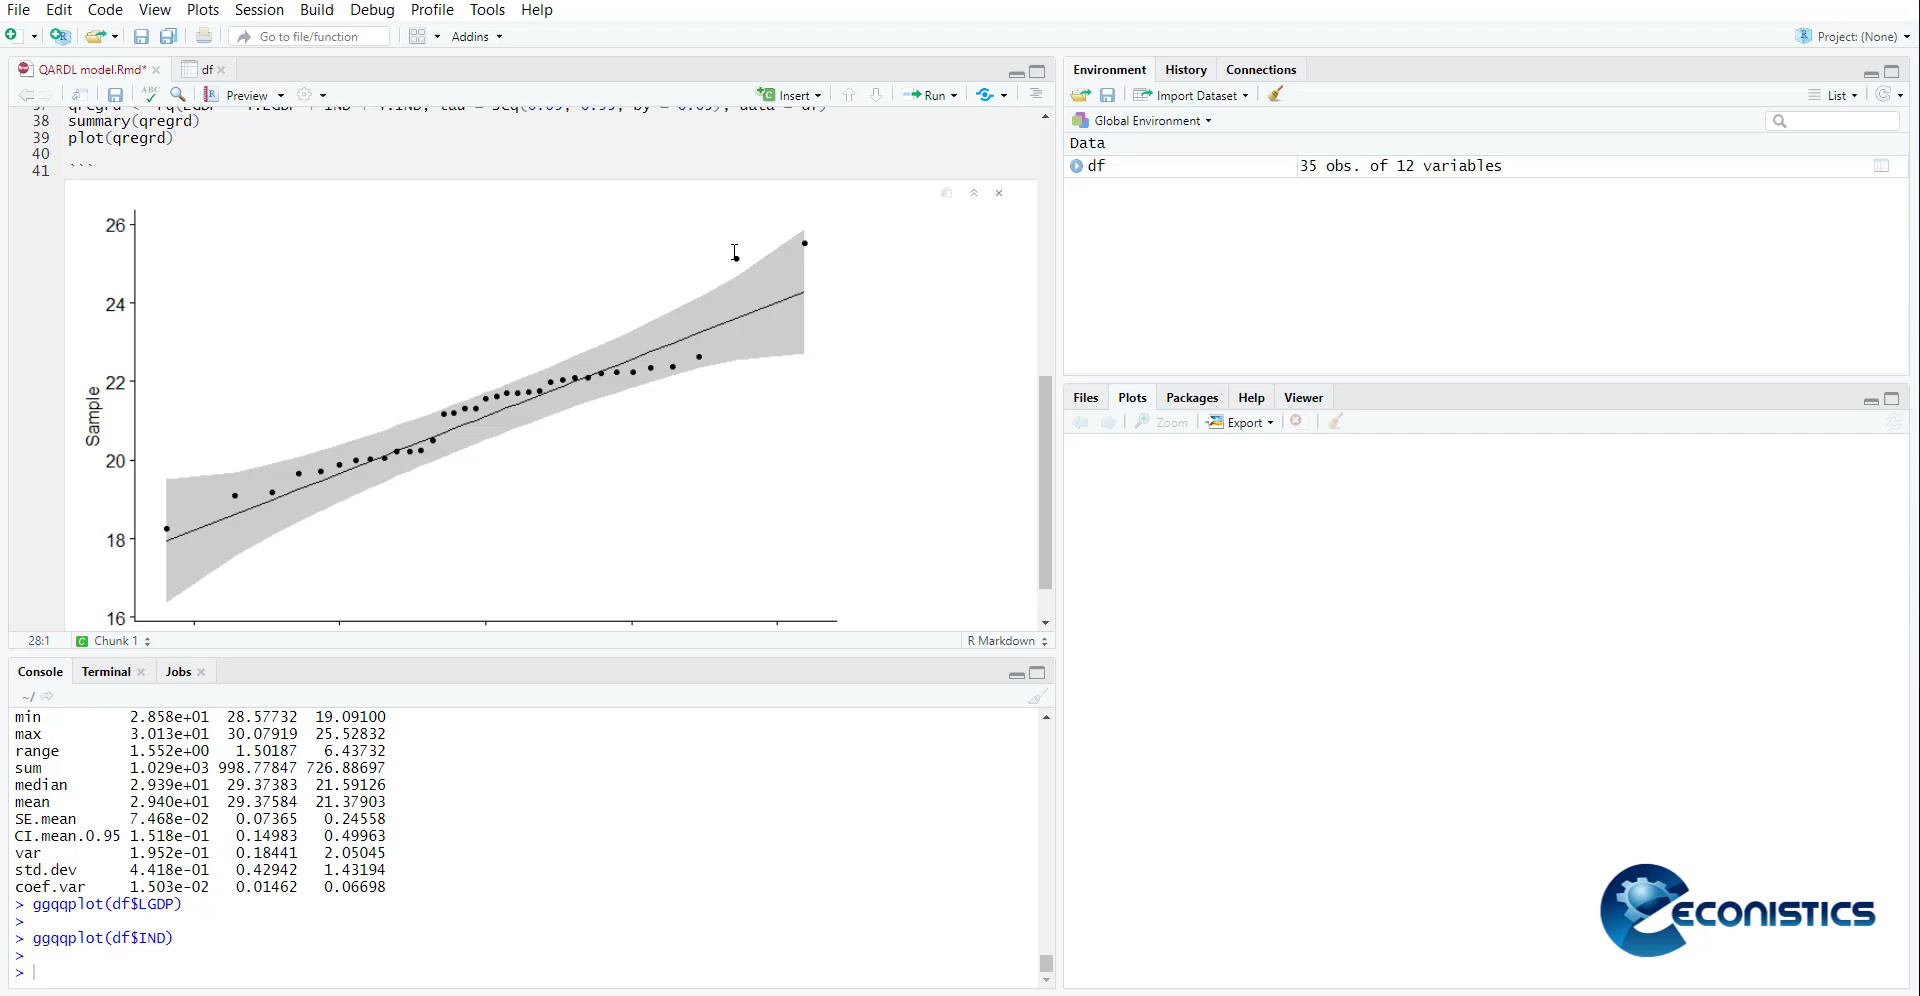 File Edit Code View Plots Session Build Debug Profile Tools Help
Go to file/function
Addins
Project: (None)
QARDL model.Rmd*
df
Preview
Insert
Run
38 summary(qregrd)
39 plot(qregrd)
40
41 ```
26
24
22
20
18
16
Sample
28:1
Chunk 1
R Markdown
Console Terminal Jobs
~/
min 2.858e+01 28.57732 19.09100
max 3.013e+01 30.07919 25.52832
range 1.552e+00 1.50187 6.43732
sum 1.029e+03 998.77847 726.88697
median 2.939e+01 29.37383 21.59126
mean 2.940e+01 29.37584 21.37903
SE.mean 7.468e-02 0.07365 0.24558
CI.mean.0.95 1.518e-01 0.14983 0.49963
var 1.952e-01 0.18441 2.05045
std.dev 4.418e-01 0.42942 1.43194
coef.var 1.503e-02 0.01462 0.06698
> ggqqplot(df$LGDP)
>
> ggqqplot(df$IND)
>
>
Environment History Connections
Import Dataset
List
Global Environment
Data
df 35 obs. of 12 variables
Files Plots Packages Help Viewer
Zoom
Export
ECONISTICS